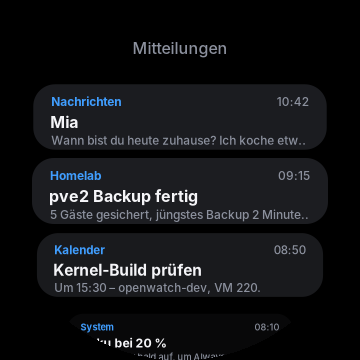 Mitteilungen
Nachrichten 10:42
Mia
Wann bist du heute zuhause? Ich koche etw..
Homelab 09:15
pve2 Backup fertig
5 Gäste gesichert, jüngstes Backup 2 Minute..
Kalender 08:50
Kernel-Build prüfen
Um 15:30 – openwatch-dev, VM 220.
System 08:10
bei 20 %
auf, um